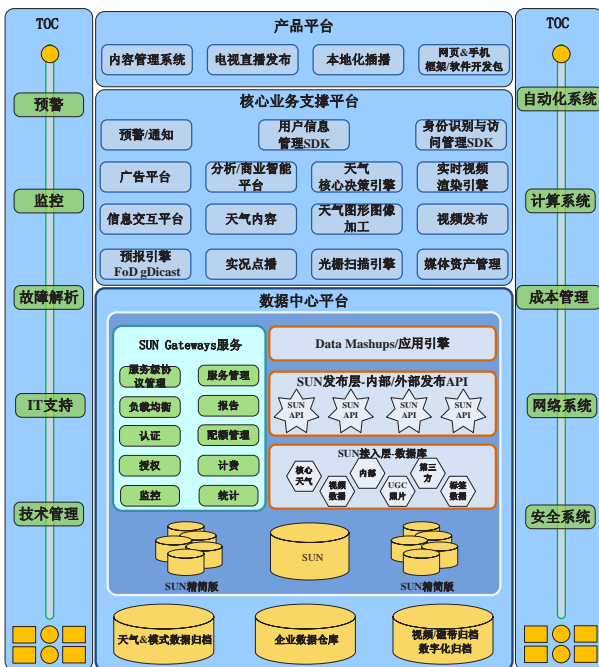 TOC
预警
监控
故障解析
IT支持
技术管理
产品平台
内容管理系统
电视直播发布
本地化插播
网页&手机
框架/软件开发包
核心业务支撑平台
预警/通知
用户信息
管理SDK
身份识别与访
问管理SDK
广告平台
分析/商业智能
平台
天气
核心决策引擎
实时视频
渲染引擎
信息交互平台
天气内容
天气图形图像
加工
视频发布
预报引擎
FoD gDicast
实况点播
光栅扫描引擎
媒体资产管理
数据中心平台
SUN Gateways服务
服务级协
议管理
服务管理
负载均衡
报告
认证
配额管理
授权
计费
监控
统计
Data Mashups/应用引擎
SUN发布层-内部/外部发布API
SUN
API
SUN
API
SUN
API
SUN
API
SUN接入层-数据库
核心
天气
视频
数据
内部
UGC
照片
第三
方
标签
数据
SUN精简版
SUN
SUN精简版
天气&模式数据归档
企业数据仓库
视频/磁带归档
数字化归档
TOC
自动化系统
计算系统
成本管理
网络系统
安全系统